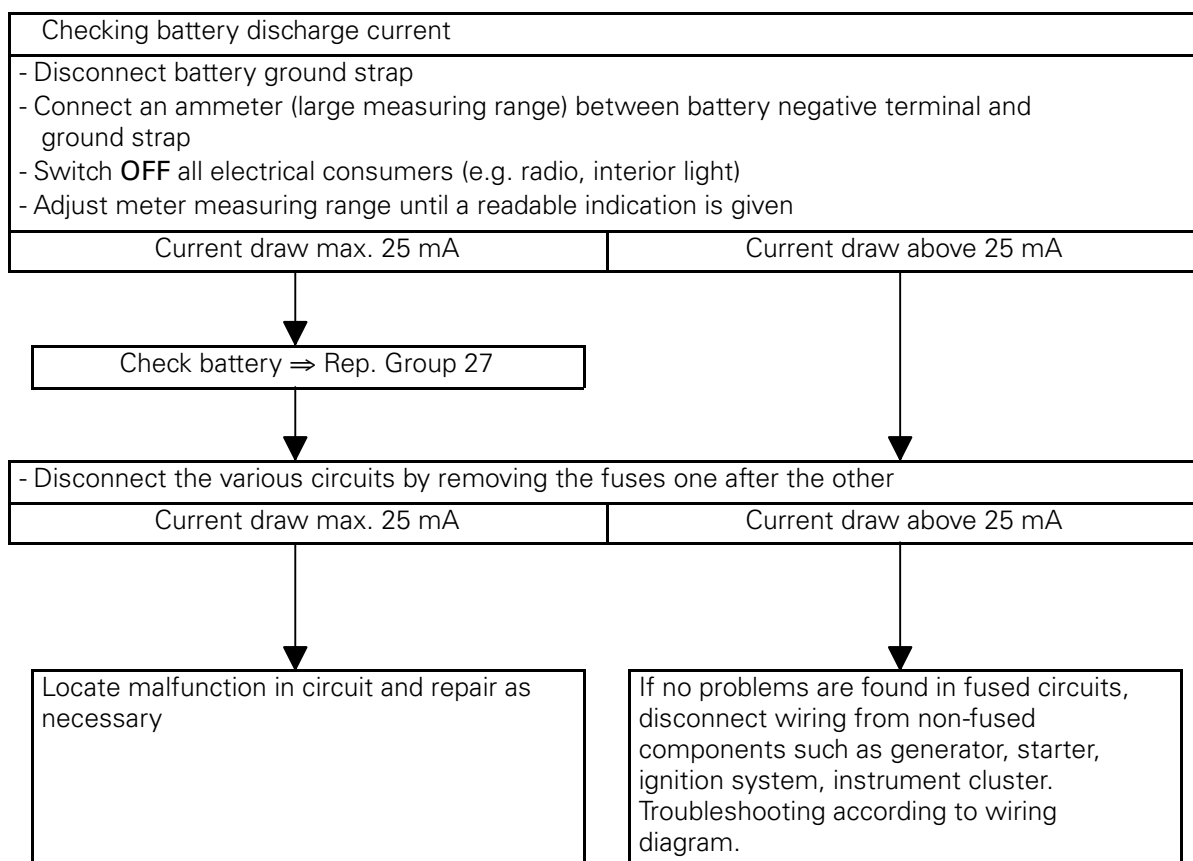 Checking battery discharge current
- Disconnect battery ground strap
- Connect an ammeter (large measuring range) between battery negative terminal and
ground strap
- Switch OFF all electrical consumers (e.g. radio, interior light)
- Adjust meter measuring range until a readable indication is given
Current draw max. 25 mA
Current draw above 25 mA
Check battery ⇒ Rep. Group 27
- Disconnect the various circuits by removing the fuses one after the other
Current draw max. 25 mA
Current draw above 25 mA
Locate malfunction in circuit and repair as
necessary
If no problems are found in fused circuits,
disconnect wiring from non-fused
components such as generator, starter,
ignition system, instrument cluster.
Troubleshooting according to wiring
diagram.